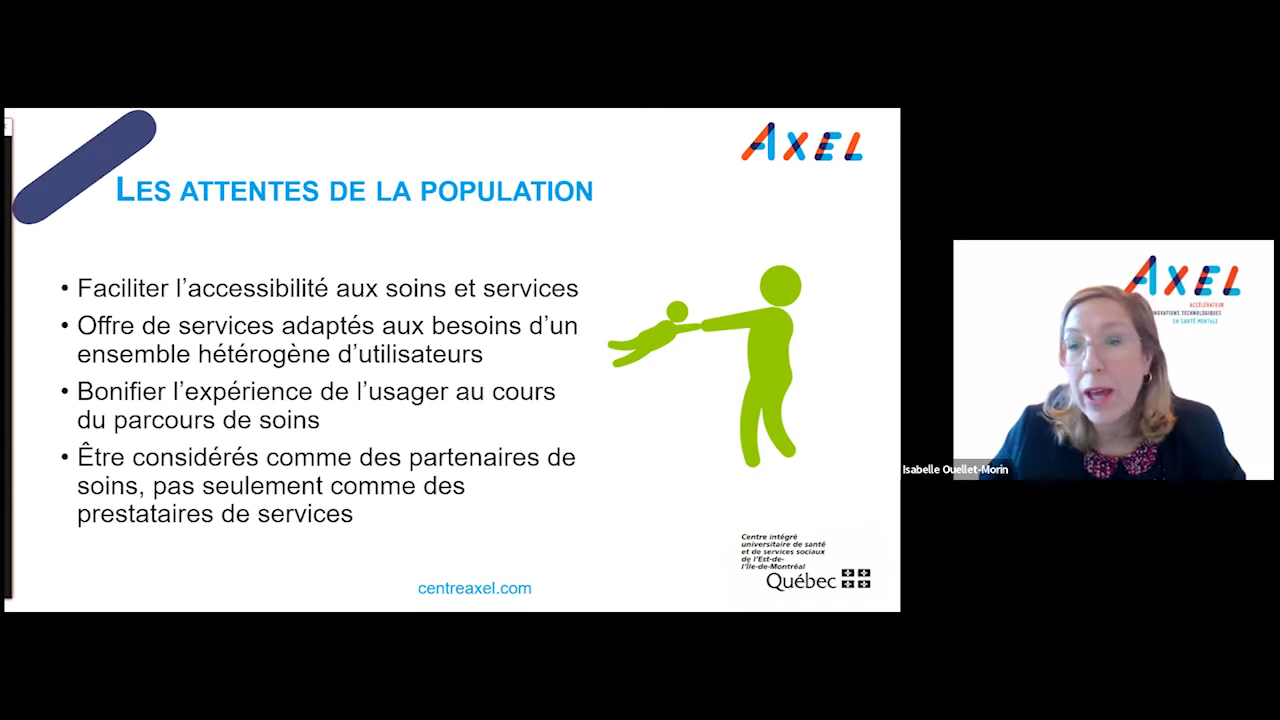 AXEL
LES ATTENTES DE LA POPULATION
• Faciliter l’accessibilité aux soins et services
• Offre de services adaptés aux besoins d’un
ensemble hétérogène d’utilisateurs
• Bonifier l’expérience de l’usager au cours
du parcours de soins
• Être considérés comme des partenaires de
soins, pas seulement comme des
prestataires de services
centreaxel.com
Centre intégré
universitaire de santé
et de services sociaux
de l’Est-de-
l’Île-de-Montréal
Québec
AXEL
ACCÉLÉRATEUR
INNOVATIONS TECHNOLOGIQUES
EN SANTÉ MENTALE
Isabelle Ouellet-Morin